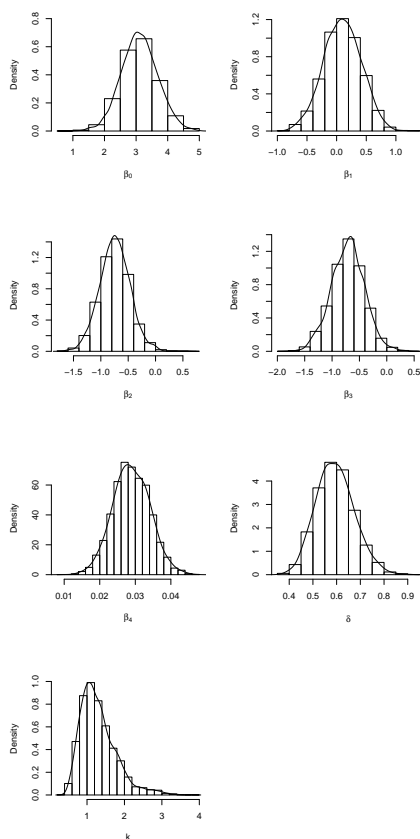 Density
0.0 0.2 0.4 0.6 0.8
1 2 3 4 5
β0
Density
0.0 0.4 0.8 1.2
−1.0 −0.5 0.0 0.5 1.0
β1
Density
0.0 0.4 0.8 1.2
−1.5 −1.0 −0.5 0.0 0.5
β2
Density
0.0 0.4 0.8 1.2
−2.0 −1.5 −1.0 −0.5 0.0 0.5
β3
Density
0 20 40 60
0.01 0.02 0.03 0.04
β4
Density
0 1 2 3 4
0.4 0.5 0.6 0.7 0.8 0.9
δ
Density
0.0 0.2 0.4 0.6 0.8 1.0
1 2 3 4
k